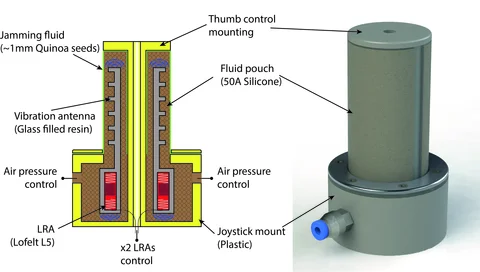 Jamming fluid
(~1mm Quinoa seeds)
Thumb control
mounting
Fluid pouch
(50A Silicone)
Vibration antenna
(Glass filled resin)
Air pressure
control
Air pressure
control
LRA
(Lofelt L5)
x2 LRAs
control
Joystick mount
(Plastic)